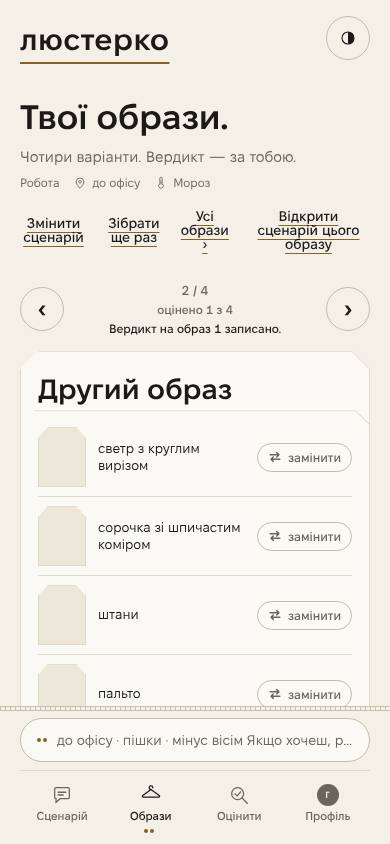 люстерко
Твої образи.
Чотири варіанти. Вердикт — за тобою.
Робота до офісу Мороз
Змінити
сценарій
Зібрати
ще раз
Усі
образи
›
Відкрити
сценарій цього
образу
‹
2 / 4
оцінено 1 з 4
Вердикт на образ 1 записано.
›
Другий образ
светр з круглим
вирізом
замінити
сорочка зі шпичастим
коміром
замінити
штани
замінити
пальто
замінити
до офісу · пішки · мінус вісім Якщо хочеш, р...
Сценарій
Образи
Оцінити
Г
Профіль